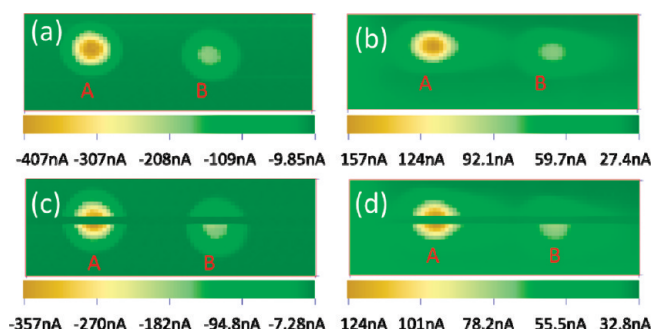 (a)
A
B
-407nA -307nA -208nA -109nA -9.85nA
(b)
A
B
157nA 124nA 92.1nA 59.7nA 27.4nA
(c)
A
B
-357nA -270nA -182nA -94.8nA -7.28nA
(d)
A
B
124nA 101nA 78.2nA 55.5nA 32.8nA